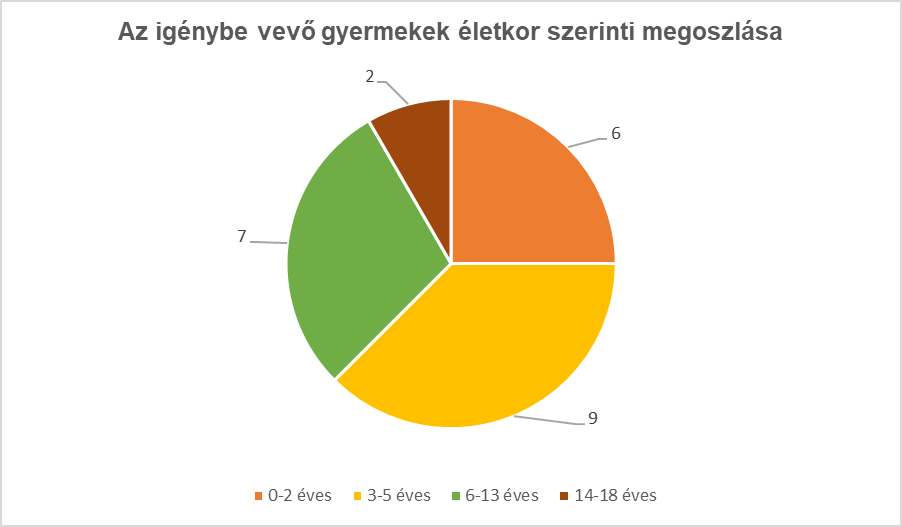 Az igénybe vevő gyermekek életkor szerinti megoszlása
2
6
7
9
0-2 éves 3-5 éves 6-13 éves 14-18 éves